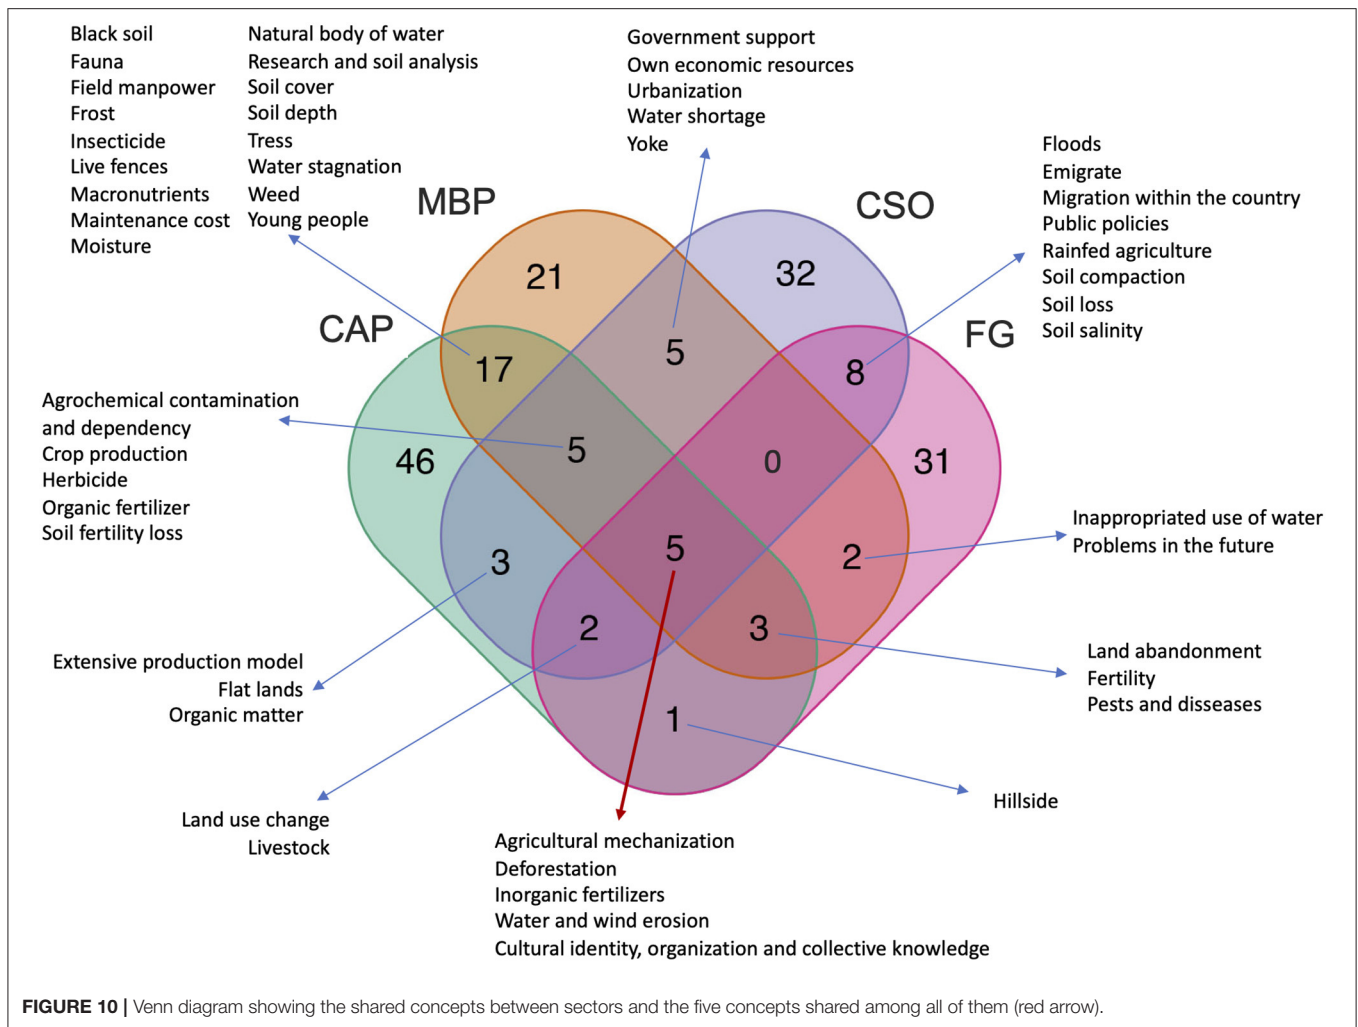 Black soil
Fauna
Field manpower
Frost
Insecticide
Live fences
Macronutrients
Maintenance cost
Moisture
Natural body of water
Research and soil analysis
Soil cover
Soil depth
Tress
Water stagnation
Weed
Young people
Government support
Own economic resources
Urbanization
Water shortage
Yoke
Floods
Emigrate
Migration within the country
Public policies
Rainfed agriculture
Soil compaction
Soil loss
Soil salinity
MBP
CSO
CAP
FG
21
32
17
5
8
46
5
0
31
3
5
2
2
3
1
Agrochemical contamination
and dependency
Crop production
Herbicide
Organic fertilizer
Soil fertility loss
Inappropriated use of water
Problems in the future
Extensive production model
Flat lands
Organic matter
Land abandonment
Fertility
Pests and diseases
Land use change
Livestock
Hillside
Agricultural mechanization
Deforestation
Inorganic fertilizers
Water and wind erosion
Cultural identity, organization and collective knowledge
FIGURE 10 | Venn diagram showing the shared concepts between sectors and the five concepts shared among all of them (red arrow).